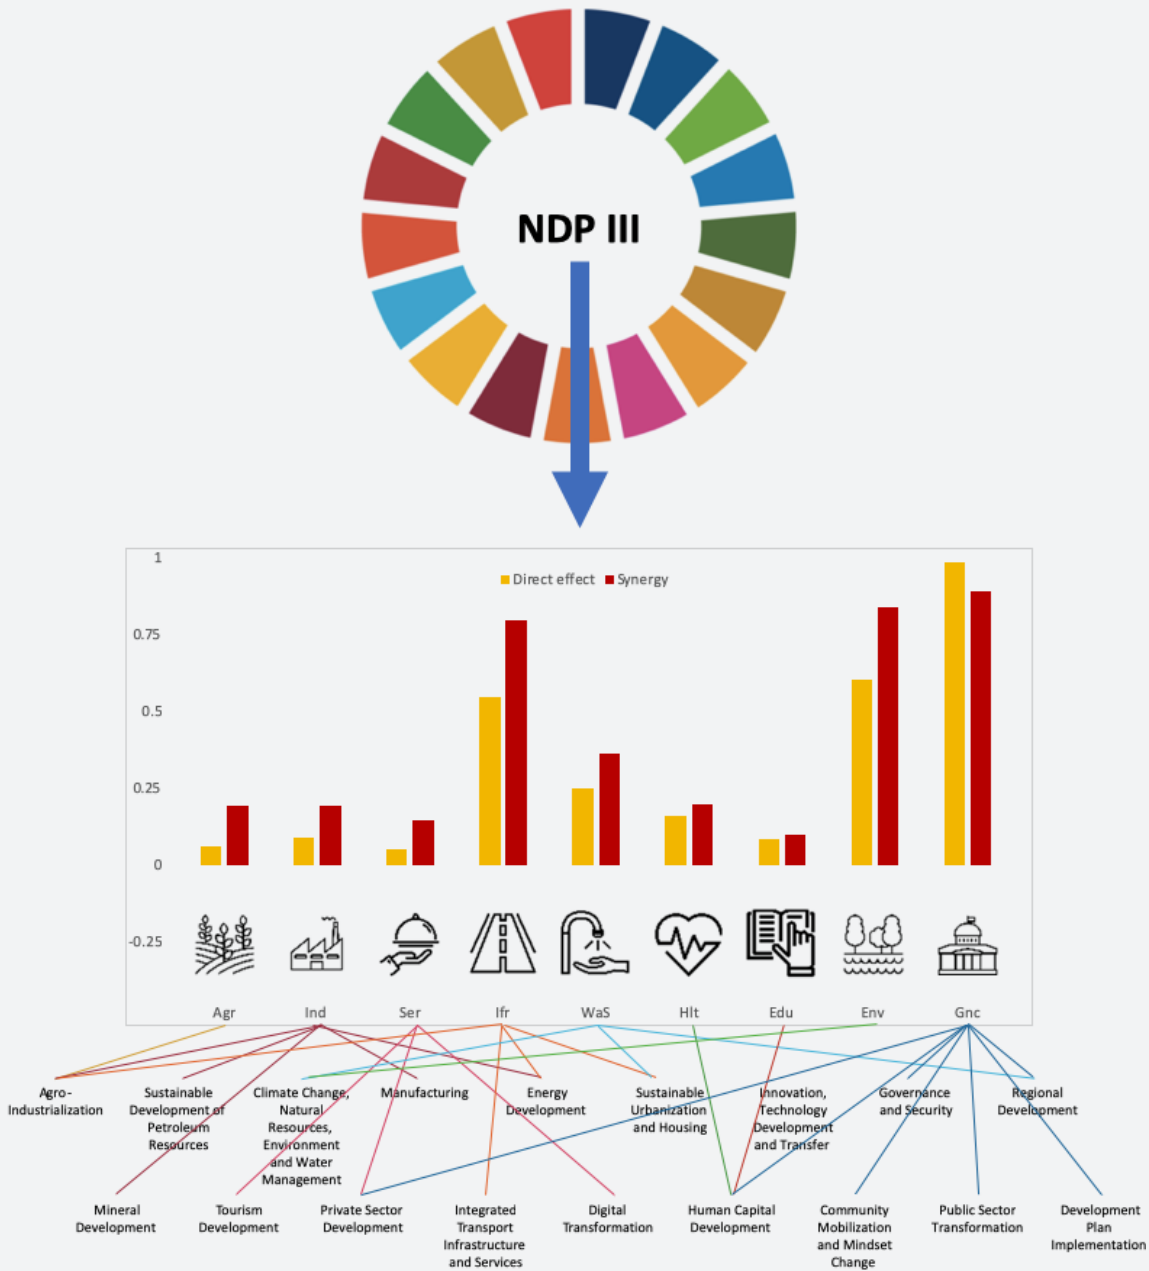 NDP III
1
Direct effect
Synergy
0.75
0.5
0.25
0
-0.25
Agr
Ind
Ser
Ifr
WaS
Hlt
Edu
Env
Gnc
Agro-
Industrialization
Sustainable
Development of
Petroleum
Resources
Climate Change,
Natural
Resources,
Environment
and Water
Management
Manufacturing
Energy
Development
Sustainable
Urbanization
and Housing
Innovation,
Technology
Development
and Transfer
Governance
and Security
Regional
Development
Mineral
Development
Tourism
Development
Private Sector
Development
Integrated
Transport
Infrastructure
and Services
Digital
Transformation
Human Capital
Development
Community
Mobilization
and Mindset
Change
Public Sector
Transformation
Development
Plan
Implementation